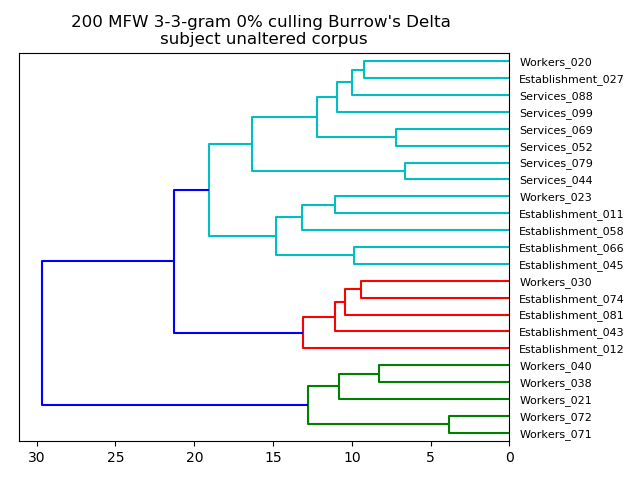 200 MFW 3-3-gram 0% culling Burrow's Delta
subject unaltered corpus
Workers_020
Establishment_027
Services_088
Services_099
Services_069
Services_052
Services_079
Services_044
Workers_023
Establishment_011
Establishment_058
Establishment_066
Establishment_045
Workers_030
Establishment_074
Establishment_081
Establishment_043
Establishment_012
Workers_040
Workers_038
Workers_021
Workers_072
Workers_071
30 25 20 15 10 5 0